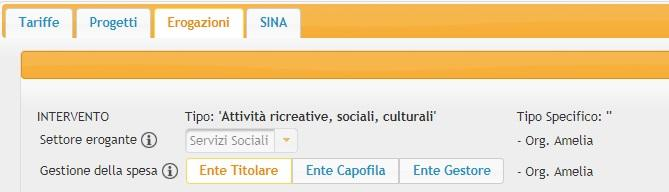 Tariffe Progetti Erogazioni SINA
INTERVENTO Tipo: 'Attività ricreative, sociali, culturali' Tipo Specifico: ''
Settore erogante Servizi Sociali - Org. Amelia
Gestione della spesa Ente Titolare Ente Capofila Ente Gestore - Org. Amelia